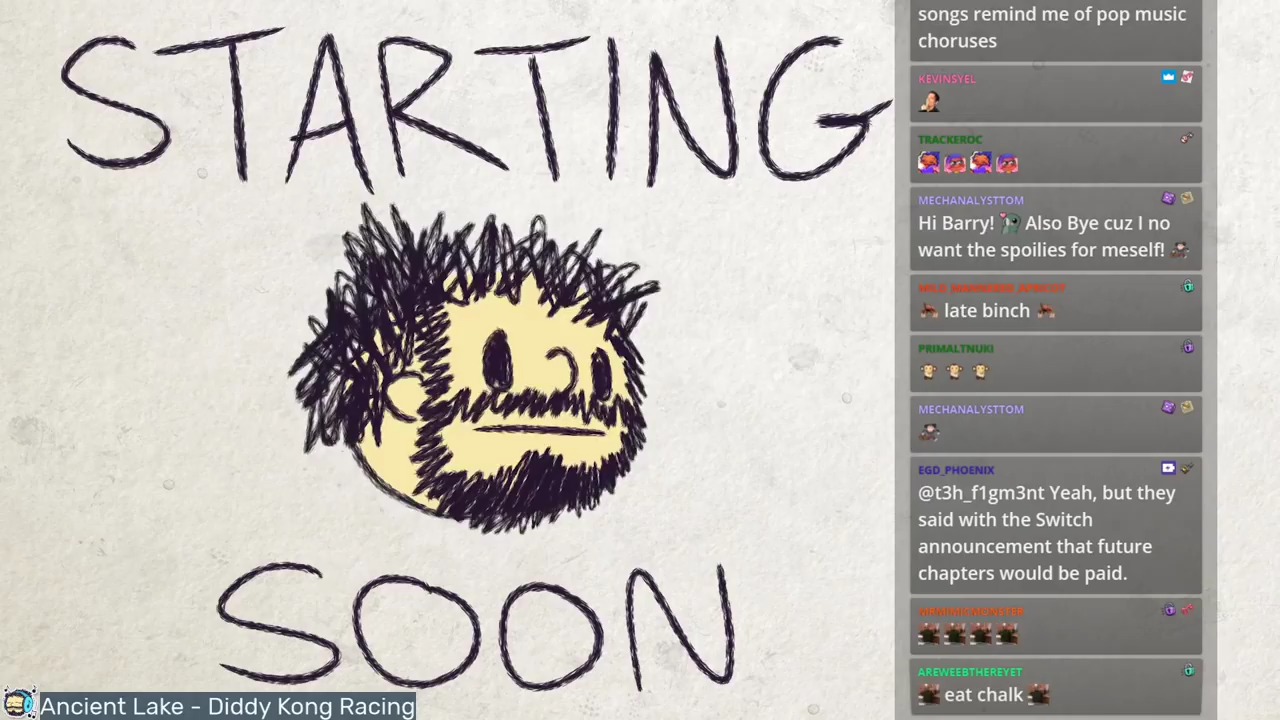 STARTING
SOON
Ancient Lake - Diddy Kong Racing
songs remind me of pop music
choruses
KEVINSYEL
TRACKEROC
MECHANALYSTTOM
Hi Barry! Also Bye cuz I no
want the spoilies for meself!
late binch
PRIMALTNUKI
MECHANALYSTTOM
EGD_PHOENIX
@t3h_f1gm3nt Yeah, but they
said with the Switch
announcement that future
chapters would be paid.
AREWEEBTHEREYET
eat chalk